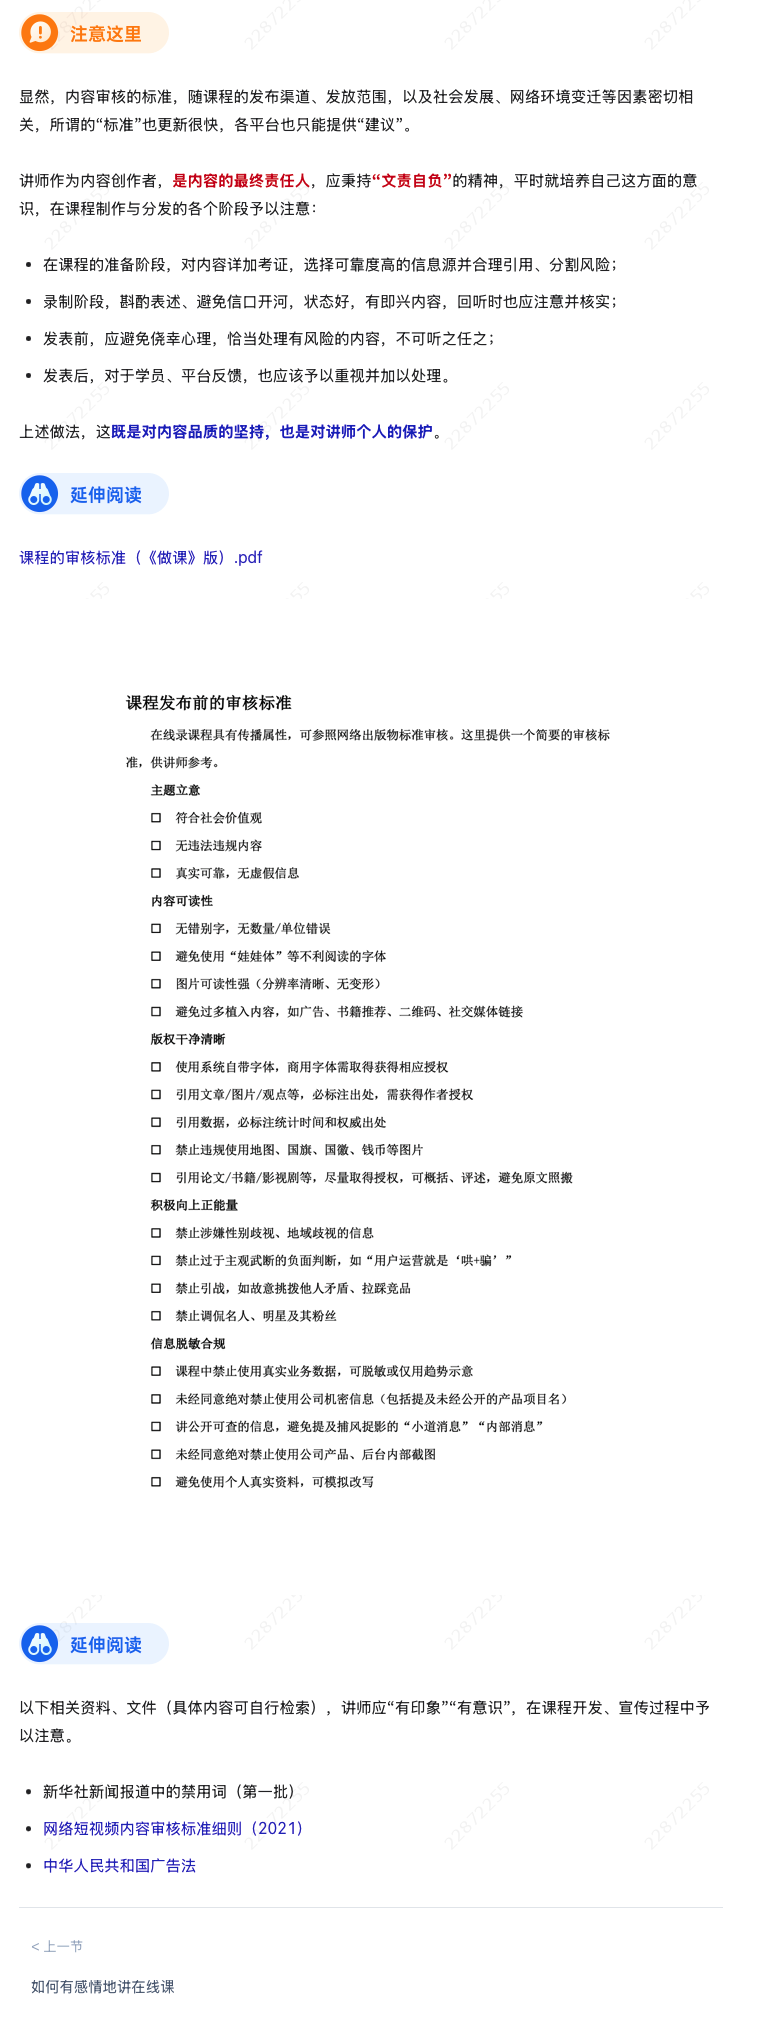 注意这里
显然，内容审核的标准，随课程的发布渠道、发放范围，以及社会发展、网络环境变迁等因素密切相
关，所谓的“标准”也更新很快，各平台也只能提供“建议”。
讲师作为内容创作者，是内容的最终责任人，应秉持“文责自负”的精神，平时就培养自己这方面的意
识，在课程制作与分发的各个阶段予以注意：
• 在课程的准备阶段，对内容详加考证，选择可靠度高的信息源并合理引用、分割风险；
• 录制阶段，斟酌表述、避免信口开河，状态好，有即兴内容，回听时也应注意并核实；
• 发表前，应避免侥幸心理，恰当处理有风险的内容，不可听之任之；
• 发表后，对于学员、平台反馈，也应该予以重视并加以处理。
上述做法，这既是对内容品质的坚持，也是对讲师个人的保护。
延伸阅读
课程的审核标准（《做课》版）.pdf
课程发布前的审核标准
在线录课程具有传播属性，可参照网络出版物标准审核。这里提供一个简要的审核标
准，供讲师参考。
主题立意
□ 符合社会价值观
□ 无违法违规内容
□ 真实可靠，无虚假信息
内容可读性
□ 无错别字，无数量/单位错误
□ 避免使用“娃娃体”等不利阅读的字体
□ 图片可读性强（分辨率清晰、无变形）
□ 避免过多植入内容，如广告、书籍推荐、二维码、社交媒体链接
版权干净清晰
□ 使用系统自带字体，商用字体需取得获得相应授权
□ 引用文章/图片/观点等，必标注出处，需获得作者授权
□ 引用数据，必标注统计时间和权威出处
□ 禁止违规使用地图、国旗、国徽、钱币等图片
□ 引用论文/书籍/影视剧等，尽量取得授权，可概括、评述，避免原文照搬
积极向上正能量
□ 禁止涉嫌性别歧视、地域歧视的信息
□ 禁止过于主观武断的负面判断，如“用户运营就是‘哄+骗’”
□ 禁止引战，如故意挑拨他人矛盾、拉踩竞品
□ 禁止调侃名人、明星及其粉丝
信息脱敏合规
□ 课程中禁止使用真实业务数据，可脱敏或仅用趋势示意
□ 未经同意绝对禁止使用公司机密信息（包括提及未经公开的产品项目名）
□ 讲公开可查的信息，避免提及捕风捉影的“小道消息”“内部消息”
□ 未经同意绝对禁止使用公司产品、后台内部截图
□ 避免使用个人真实资料，可模拟改写
延伸阅读
以下相关资料、文件（具体内容可自行检索），讲师应“有印象”“有意识”，在课程开发、宣传过程中予
以注意。
• 新华社新闻报道中的禁用词（第一批）
• 网络短视频内容审核标准细则（2021）
• 中华人民共和国广告法
< 上一节
如何有感情地讲在线课
22872255